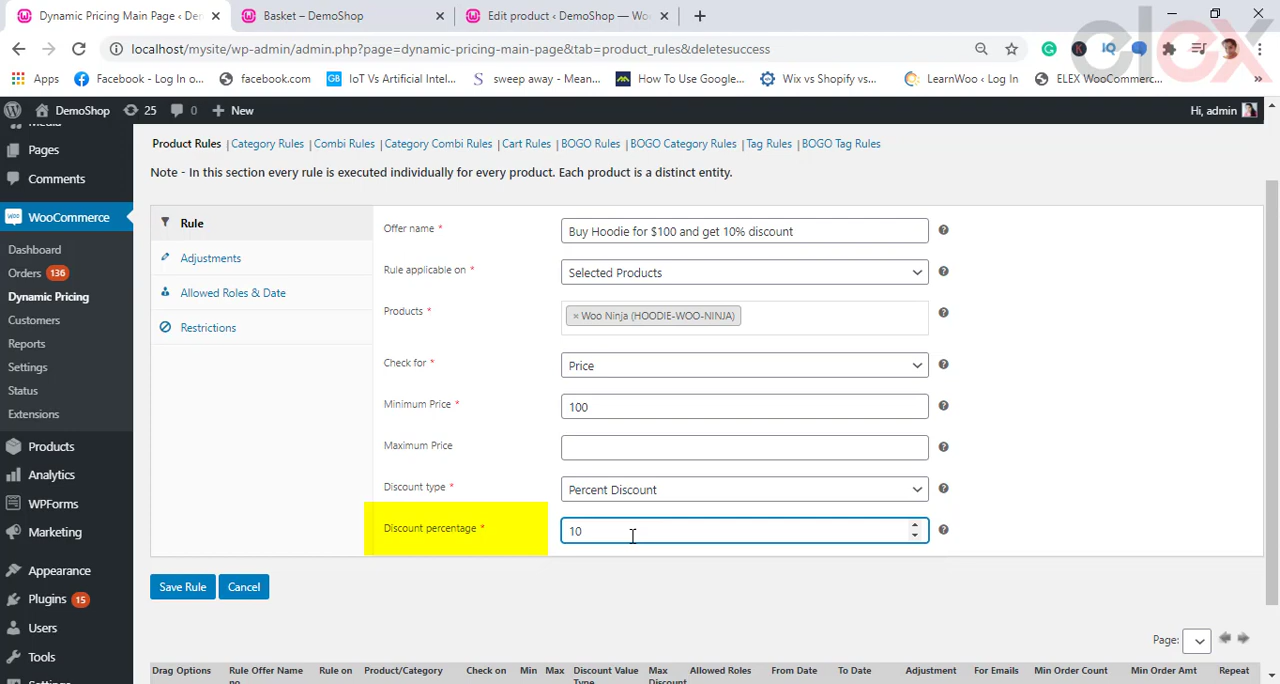 Dynamic Pricing Main Page ‹ Dem
Basket – DemoShop
Edit product ‹ DemoShop — Woo
localhost/mysite/wp-admin/admin.php?page=dynamic-pricing-main-page&tab=product_rules&deletesuccess
elex
Apps
Facebook - Log In o...
facebook.com
GB IoT Vs Artificial Intel...
sweep away - Mean...
How To Use Google...
Wix vs Shopify vs...
LearnWoo ‹ Log In
ELEX WooCommerc...
»
DemoShop
25
0
New
Hi, admin
Media
Pages
Comments
WooCommerce
Dashboard
Orders 136
Dynamic Pricing
Customers
Reports
Settings
Status
Extensions
Products
Analytics
WPForms
Marketing
Appearance
Plugins 15
Users
Tools
Settings
Product Rules | Category Rules | Combi Rules | Category Combi Rules | Cart Rules | BOGO Rules | BOGO Category Rules | Tag Rules | BOGO Tag Rules
Note - In this section every rule is executed individually for every product. Each product is a distinct entity.
Rule
Adjustments
Allowed Roles & Date
Restrictions
Offer name * Buy Hoodie for $100 and get 10% discount
Rule applicable on * Selected Products
Products * × Woo Ninja (HOODIE-WOO-NINJA)
Check for * Price
Minimum Price * 100
Maximum Price
Discount type * Percent Discount
Discount percentage * 10
Save Rule Cancel
Page:
Drag Options Rule no. Offer Name Rule on Product/Category Check on Min Max Discount Type Value Max Discount Allowed Roles From Date To Date Adjustment For Emails Min Order Count Min Order Amt Repeat